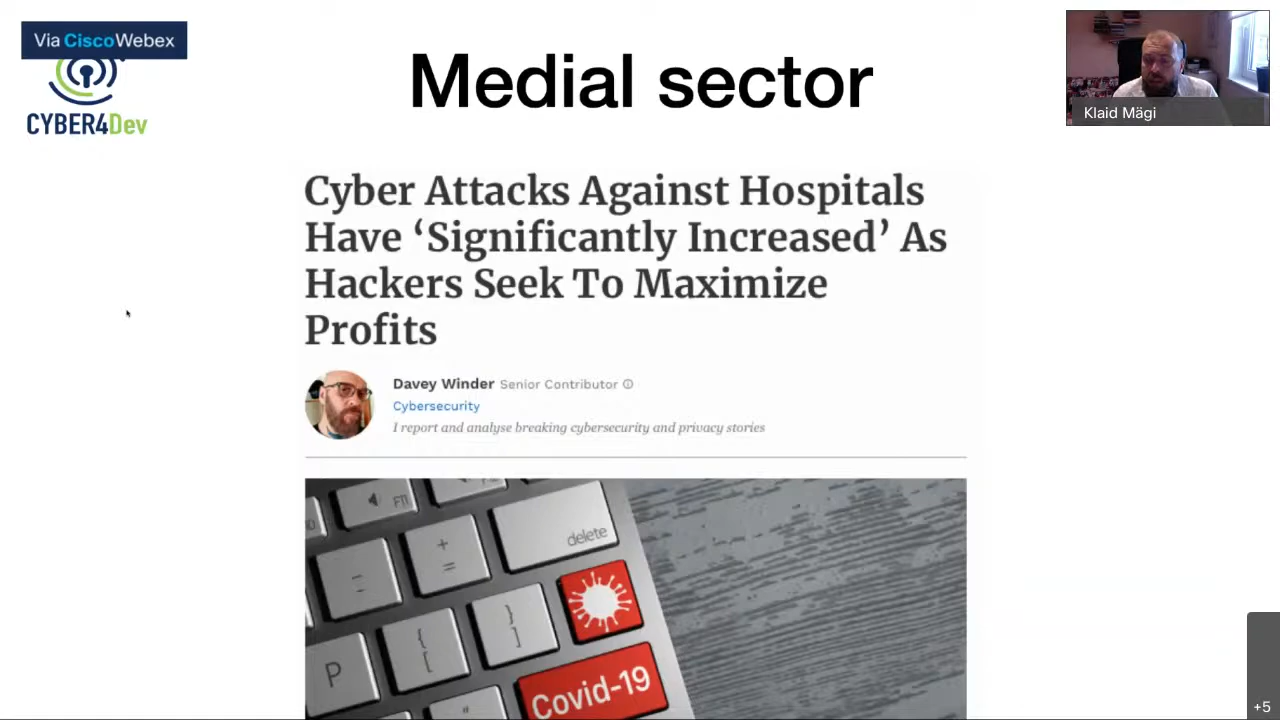 Via CiscoWebex
CYBER4Dev
Medial sector
Klaid Mägi
Cyber Attacks Against Hospitals
Have ‘Significantly Increased’ As
Hackers Seek To Maximize
Profits
Davey Winder Senior Contributor
Cybersecurity
I report and analyse breaking cybersecurity and privacy stories
F11
delete
+
=
}
]
{
[
P
"
Covid-19
+5